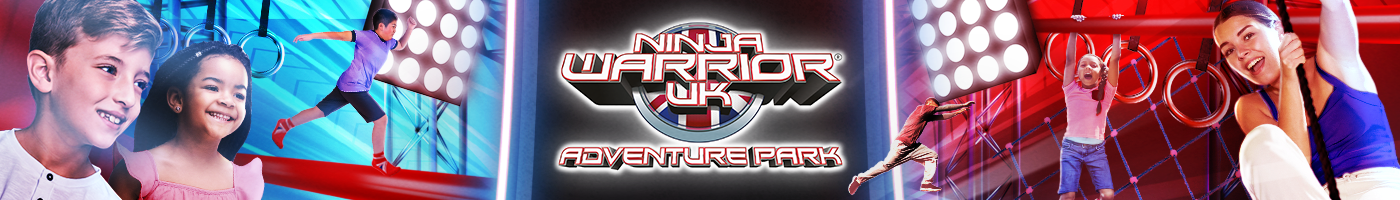 NINJA
WARRIOR®
UK
ADVENTURE PARK